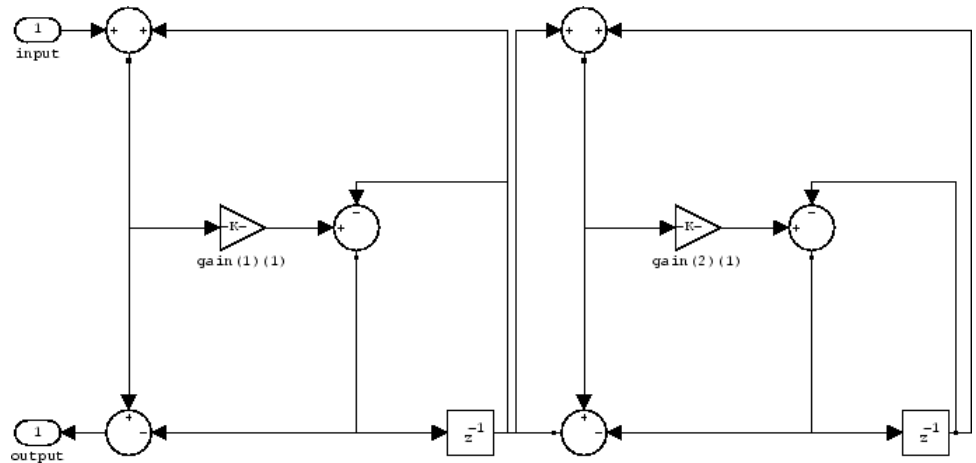 1
+ +
+ +
input
-
-
-K-
+
-K-
+
gain(1)(1)
gain(2)(1)
+
-
+
-
1
z-1
z-1
output